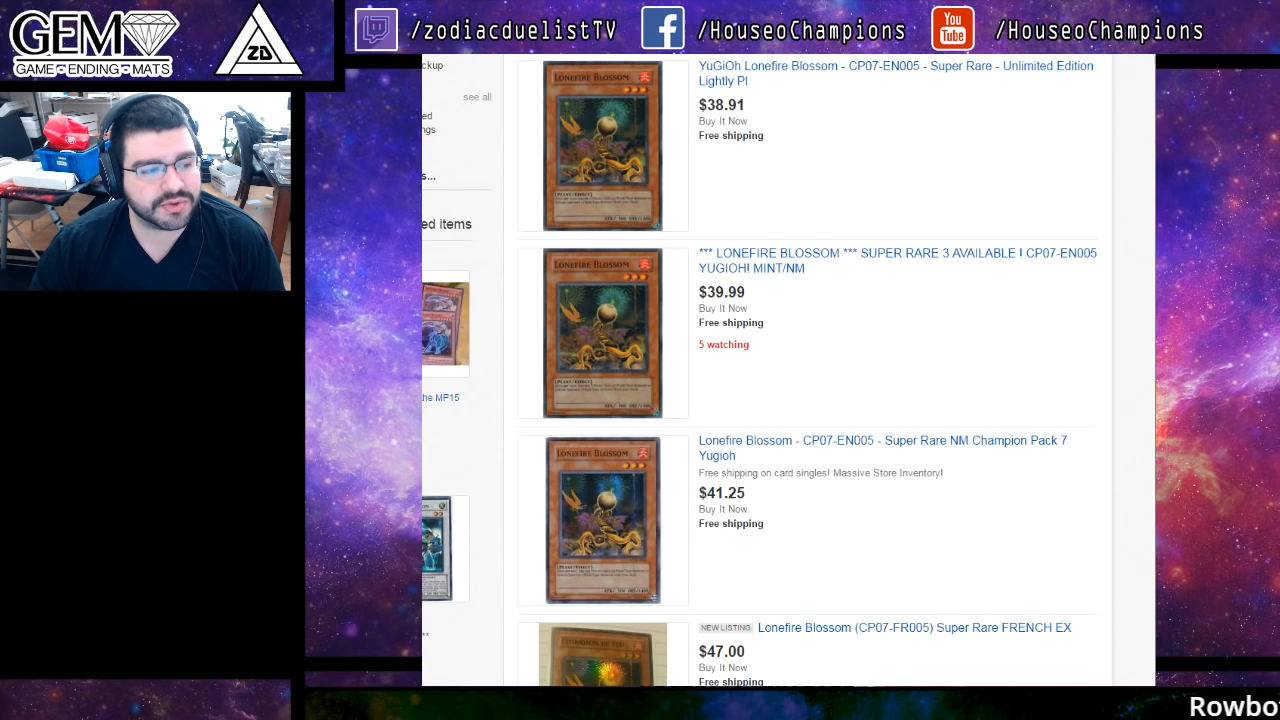 GEM
GAME-ENDING-MATS
ZD
/zodiacduelistTV
/HouseoChampions
You
Tube
/HouseoChampions
ckup
see all
ed
ngs
s...
ed items
the MP15
**
LONEFIRE BLOSSOM
YuGiOh Lonefire Blossom - CP07-EN005 - Super Rare - Unlimited Edition
Lightly Pl
$38.91
Buy It Now
Free shipping
LONEFIRE BLOSSOM
*** LONEFIRE BLOSSOM *** SUPER RARE 3 AVAILABLE ! CP07-EN005
YUGIOH! MINT/NM
$39.99
Buy It Now
Free shipping
5 watching
LONEFIRE BLOSSOM
Lonefire Blossom - CP07-EN005 - Super Rare NM Champion Pack 7
Yugioh
Free shipping on card singles! Massive Store Inventory!
$41.25
Buy It Now
Free shipping
NEW LISTING Lonefire Blossom (CP07-FR005) Super Rare FRENCH EX
$47.00
Buy It Now
Free shipping
Rowbo